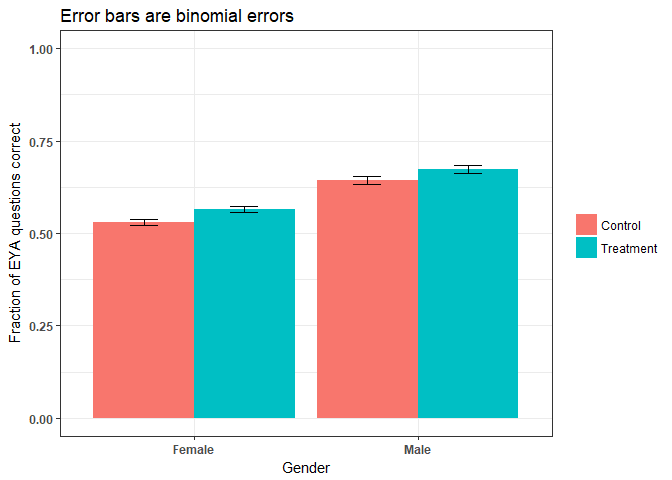 Error bars are binomial errors
1.00
0.75
0.50
0.25
0.00
Fraction of EYA questions correct
Female
Male
Gender
Control
Treatment